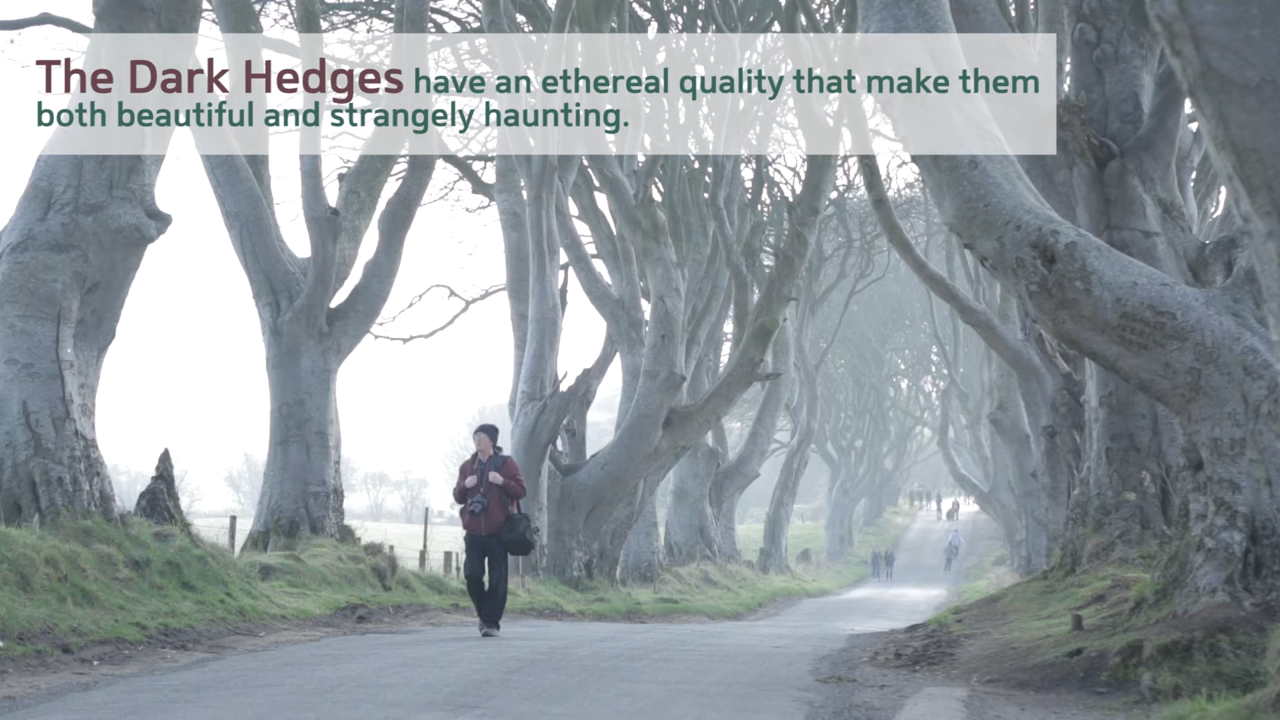 The Dark Hedges have an ethereal quality that make them
both beautiful and strangely haunting.